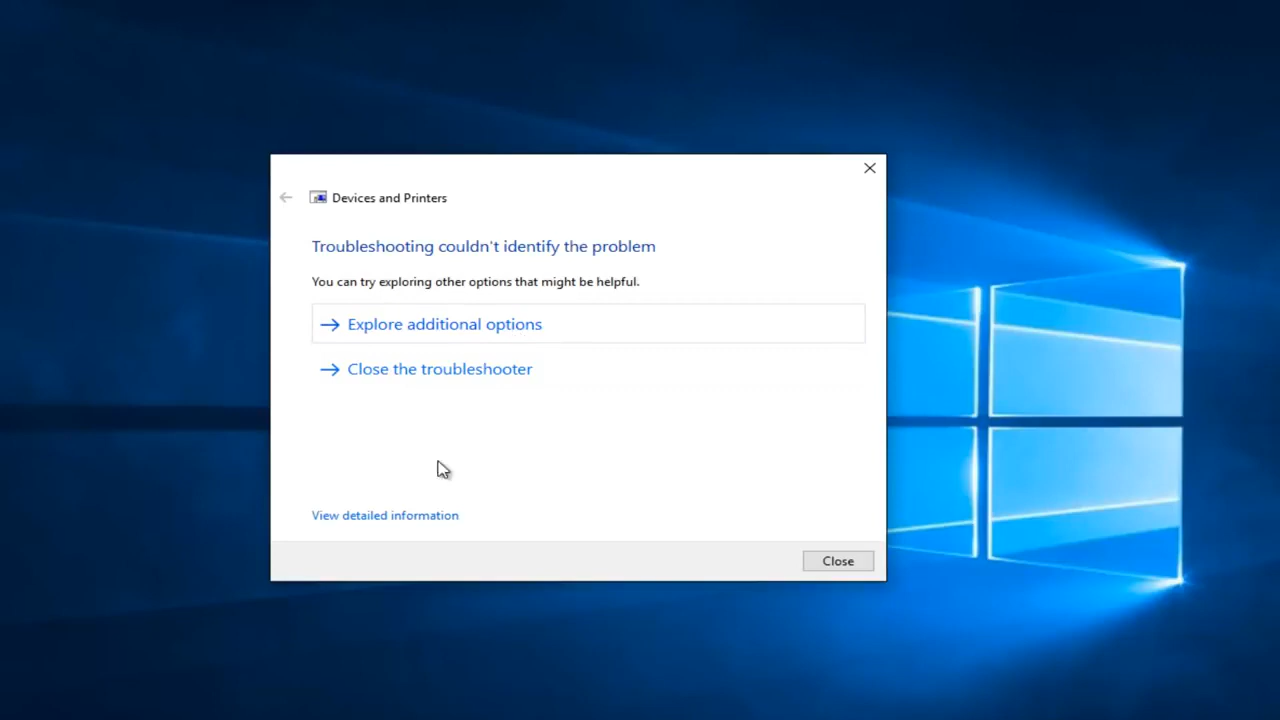 Devices and Printers
Troubleshooting couldn't identify the problem
You can try exploring other options that might be helpful.
Explore additional options
Close the troubleshooter
View detailed information
Close